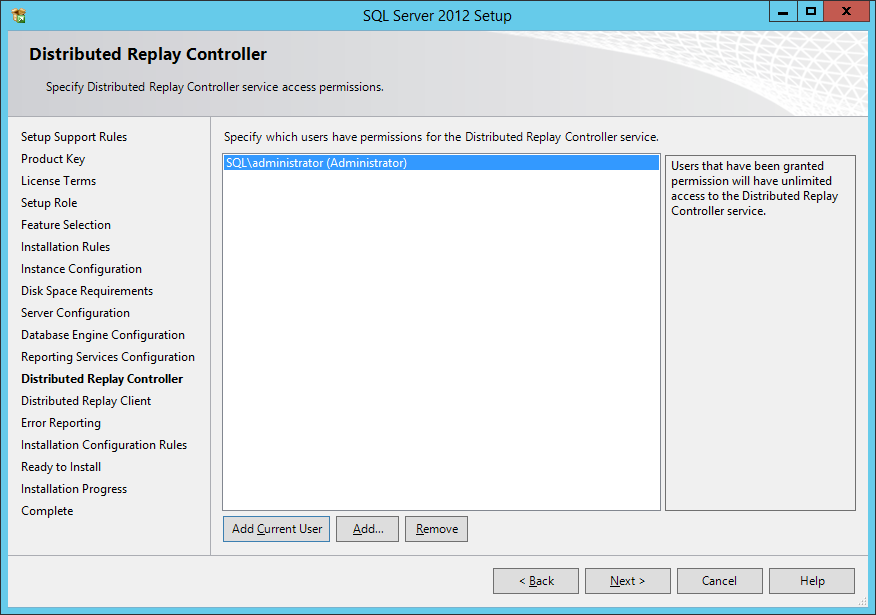 SQL Server 2012 Setup
Distributed Replay Controller
Specify Distributed Replay Controller service access permissions.
Setup Support Rules
Product Key
License Terms
Setup Role
Feature Selection
Installation Rules
Instance Configuration
Disk Space Requirements
Server Configuration
Database Engine Configuration
Reporting Services Configuration
Distributed Replay Controller
Distributed Replay Client
Error Reporting
Installation Configuration Rules
Ready to Install
Installation Progress
Complete
Specify which users have permissions for the Distributed Replay Controller service.
SQL\administrator (Administrator)
Users that have been granted
permission will have unlimited
access to the Distributed Replay
Controller service.
Add Current User
Add...
Remove
< Back
Next >
Cancel
Help